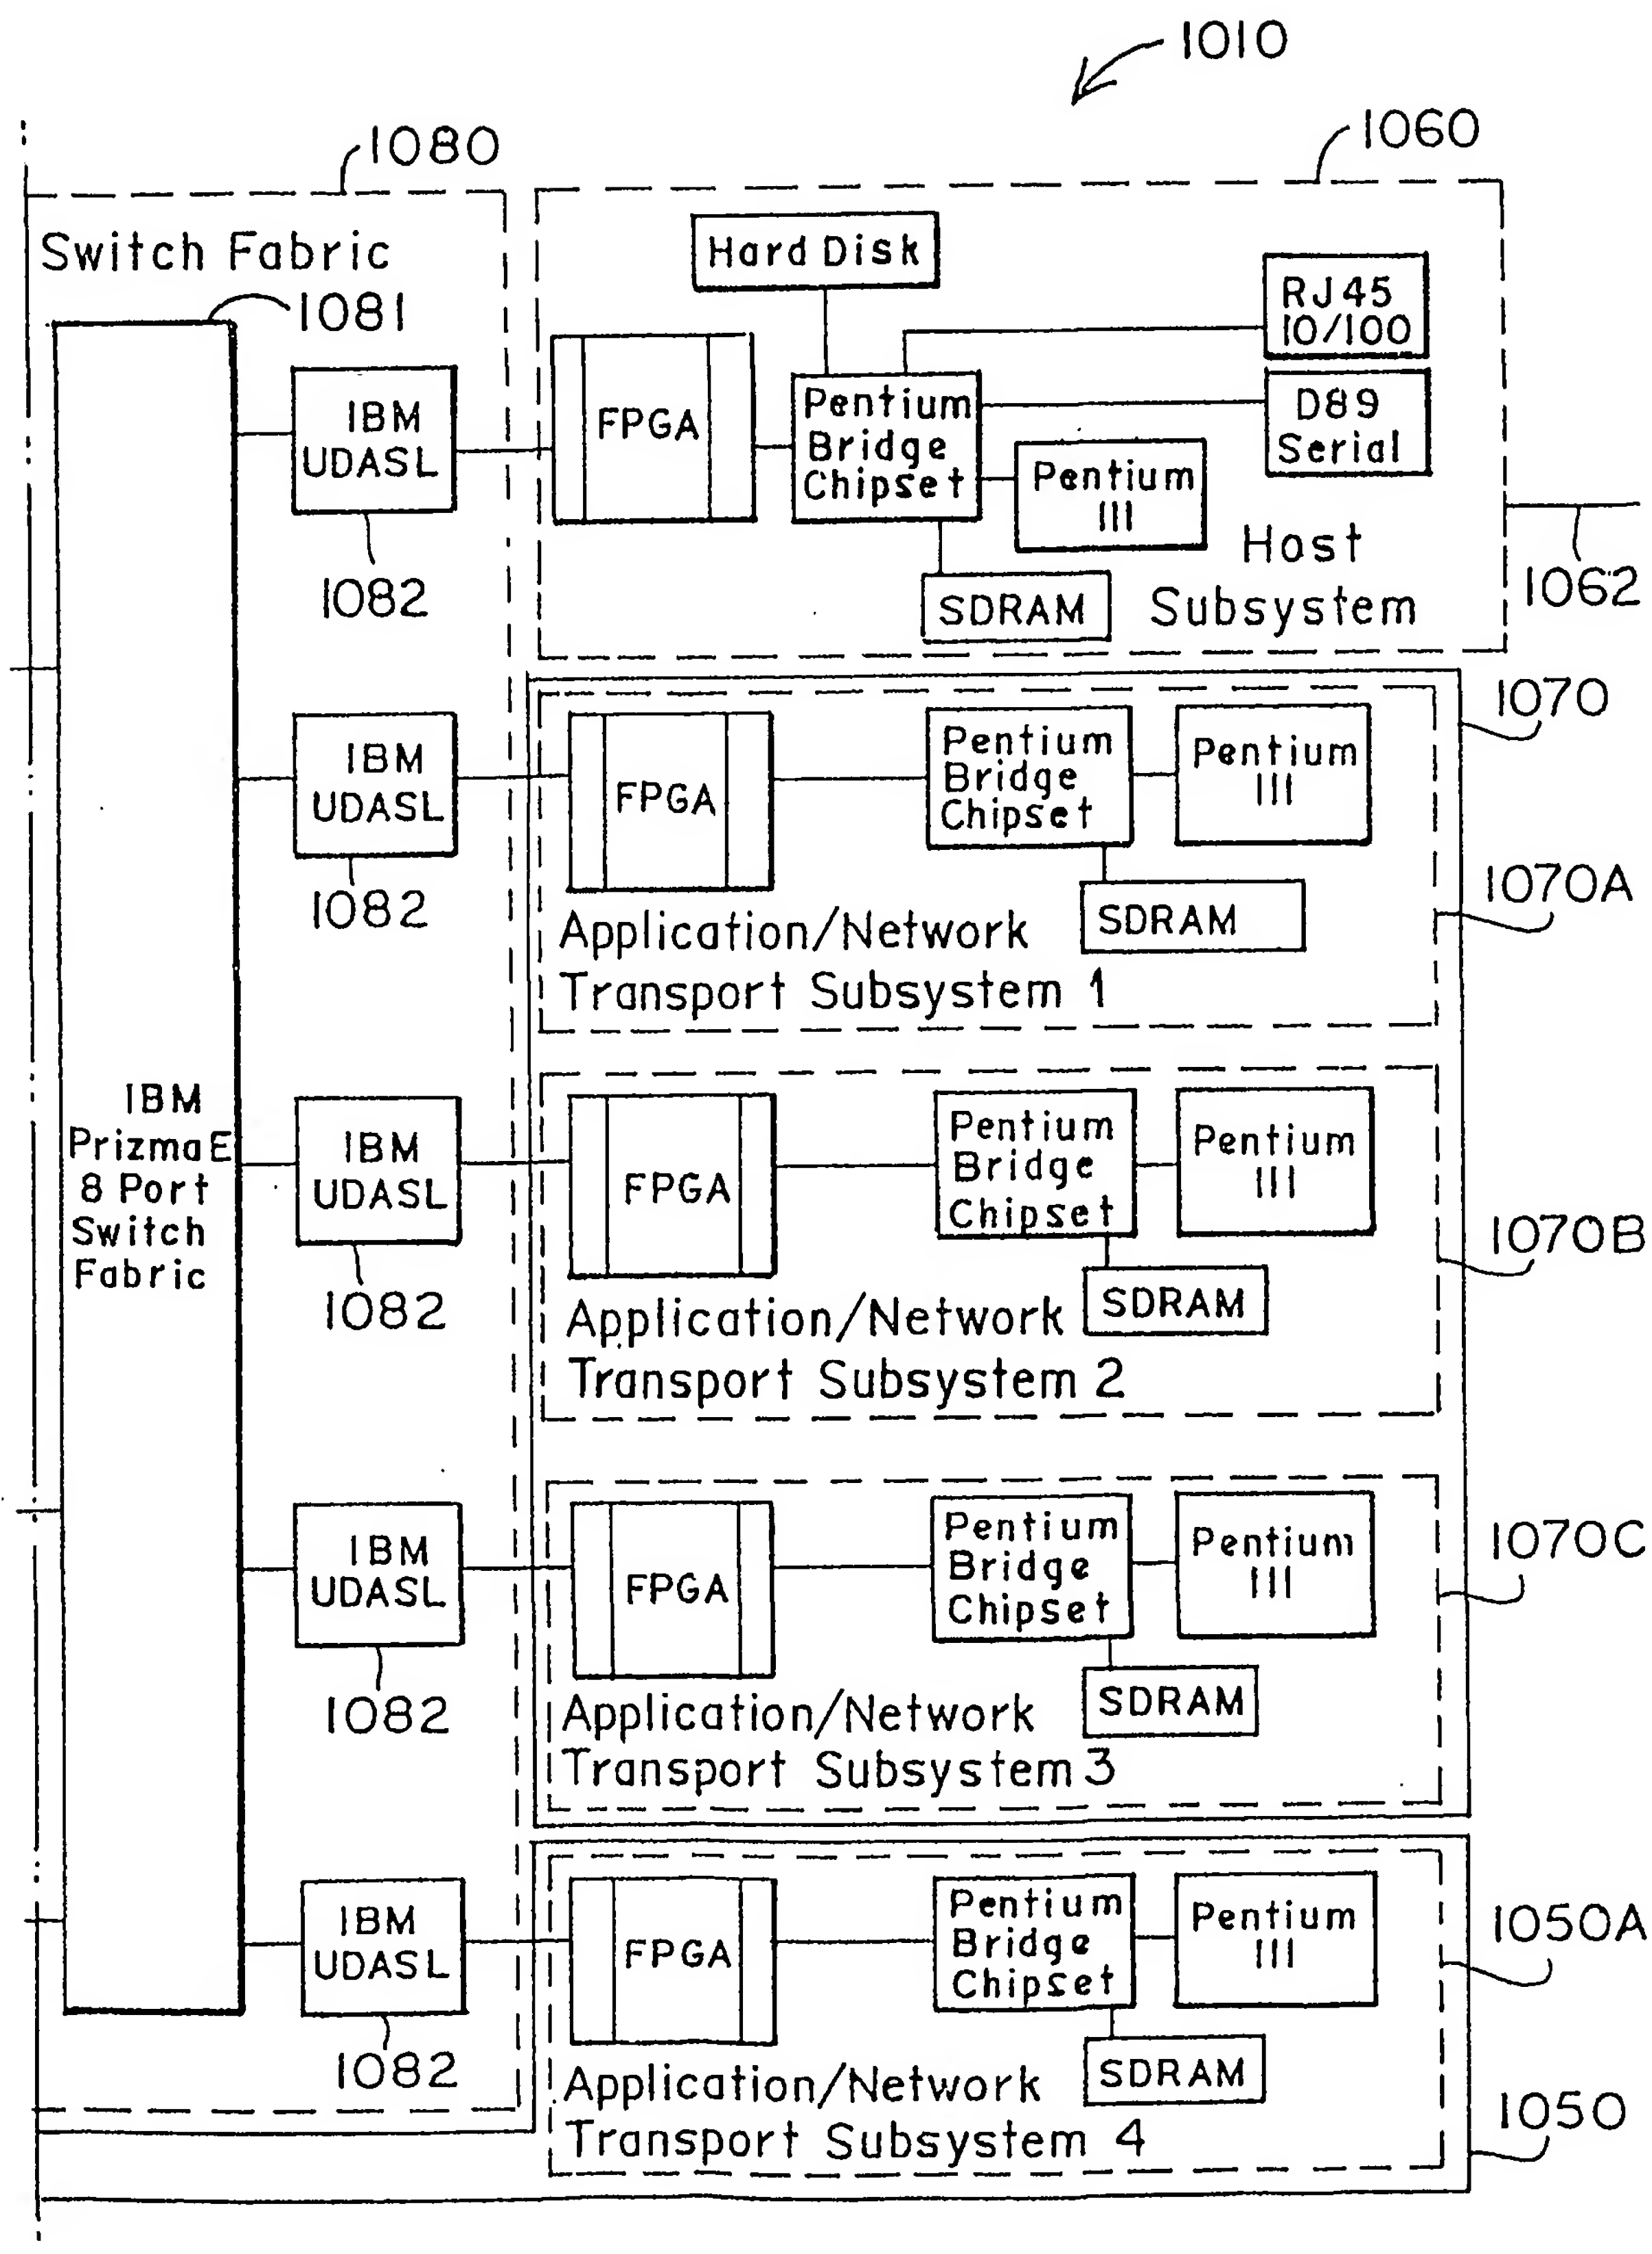 1010
1080
1060
Switch Fabric
1081
Hard Disk
RJ45
10/100
IBM
UDASL
FPGA
Pentium
Bridge
Chipset
D89
Serial
Pentium
III
Host
Subsystem
SDRAM
1082
1062
1070
IBM
UDASL
FPGA
Pentium
Bridge
Chipset
Pentium
III
1082
SDRAM
1070A
Application/Network
Transport Subsystem 1
IBM
PrizmaE
8 Port
Switch
Fabric
IBM
UDASL
FPGA
Pentium
Bridge
Chipset
Pentium
III
1070B
1082
SDRAM
Application/Network
Transport Subsystem 2
IBM
UDASL
FPGA
Pentium
Bridge
Chipset
Pentium
III
1070C
1082
SDRAM
Application/Network
Transport Subsystem 3
IBM
UDASL
FPGA
Pentium
Bridge
Chipset
Pentium
III
1050A
1082
SDRAM
Application/Network
Transport Subsystem 4
1050